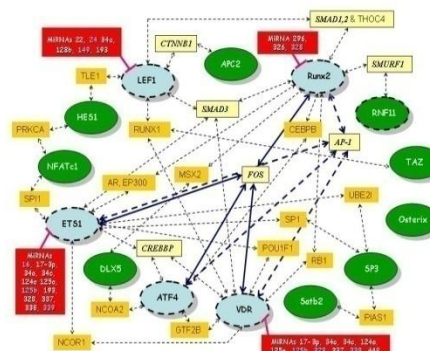 MiRNAs 22, 24 34a,
128b, 149, 193
CTNNB1
SMAD1,2 & THOC4
MiRNA 296,
326, 328
TLE1
LEF1
APC2
Runx2
SMURF1
HES1
SMAD3
RNF11
PRKCA
RUNX1
CEBPB
AP-1
TAZ
NFATc1
AR, EP300
MSX2
FOS
UBE2I
SPI1
ETS1
SP1
Osterix
MiRNAs
16, 17-3p,
34a, 34c,
124a 125a,
125b, 193,
328, 337,
338, 339
CREBBP
POU1F1
RB1
SP3
DLX5
ATF4
VDR
Satb2
NCOA2
GTF2B
PIAS1
NCOR1
MiRNAs 17-3p, 34a, 34c, 124a,